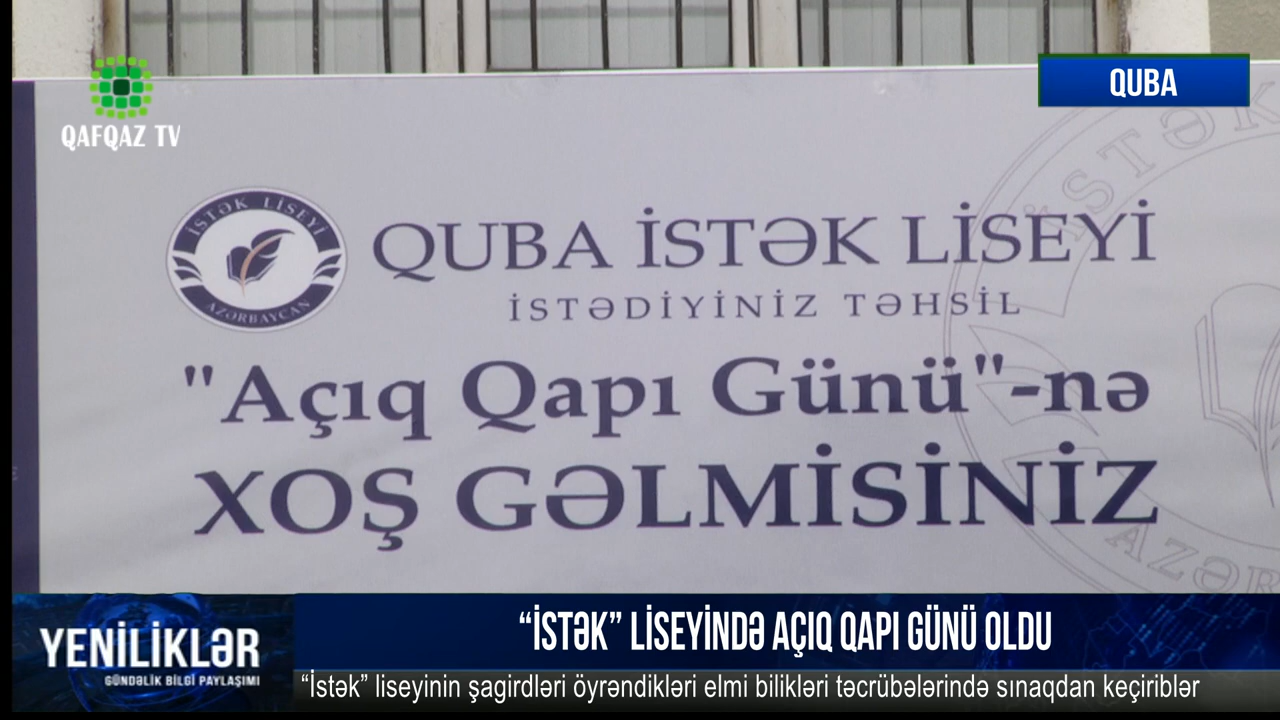 QAFQAZ TV
QUBA
İSTƏK LİSEYİ
AZƏRBAYCAN
QUBA İSTƏK LİSEYİ
İSTƏDİYİNİZ TƏHSİL
"Açıq Qapı Günü"-nə
XOŞ GƏLMİSİNİZ
İSTƏK
AZƏR
YENİLİKLƏR
GÜNDƏLİK BİLGİ PAYLAŞIMI
“İSTƏK” LİSEYİNDƏ AÇIQ QAPI GÜNÜ OLDU
“İstək” liseyinin şagirdləri öyrəndikləri elmi bilikləri təcrübələrində sınaqdan keçiriblər